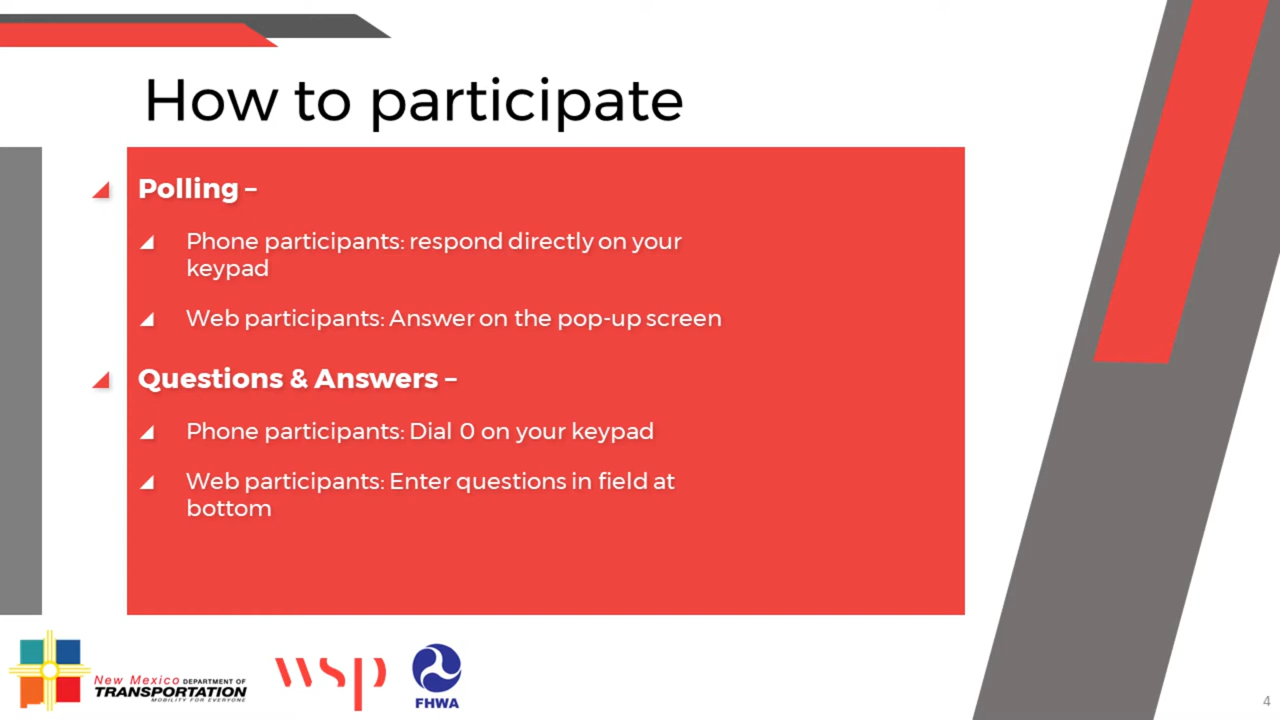 How to participate
Polling –
Phone participants: respond directly on your
keypad
Web participants: Answer on the pop-up screen
Questions & Answers –
Phone participants: Dial 0 on your keypad
Web participants: Enter questions in field at
bottom
New Mexico DEPARTMENT OF
TRANSPORTATION
MOBILITY FOR EVERYONE
wsp
FHWA
4